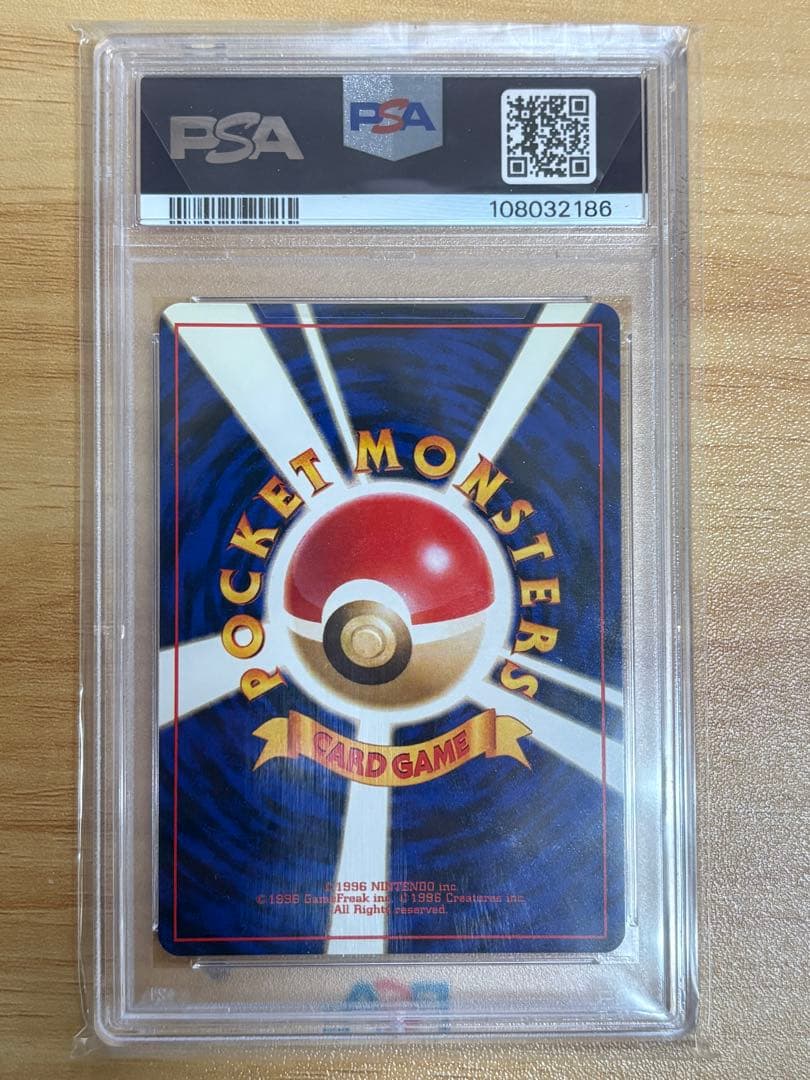 PSA
PSA
108032186
POCKET MONSTERS
CARD GAME
©1996 NINTENDO inc.
©1996 GameFreak inc. ©1996 Creatures inc.
All Rights reserved.